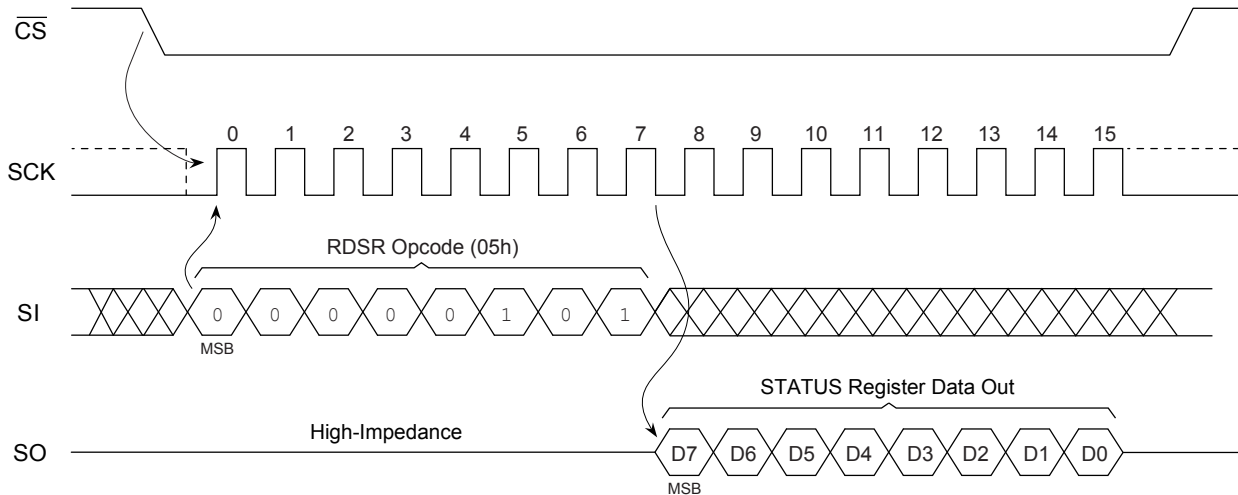 CS
0 1 2 3 4 5 6 7 8 9 10 11 12 13 14 15
SCK
RDSR Opcode (05h)
SI
0 0 0 0 0 1 0 1
MSB
STATUS Register Data Out
High-Impedance
SO
D7 D6 D5 D4 D3 D2 D1 D0
MSB